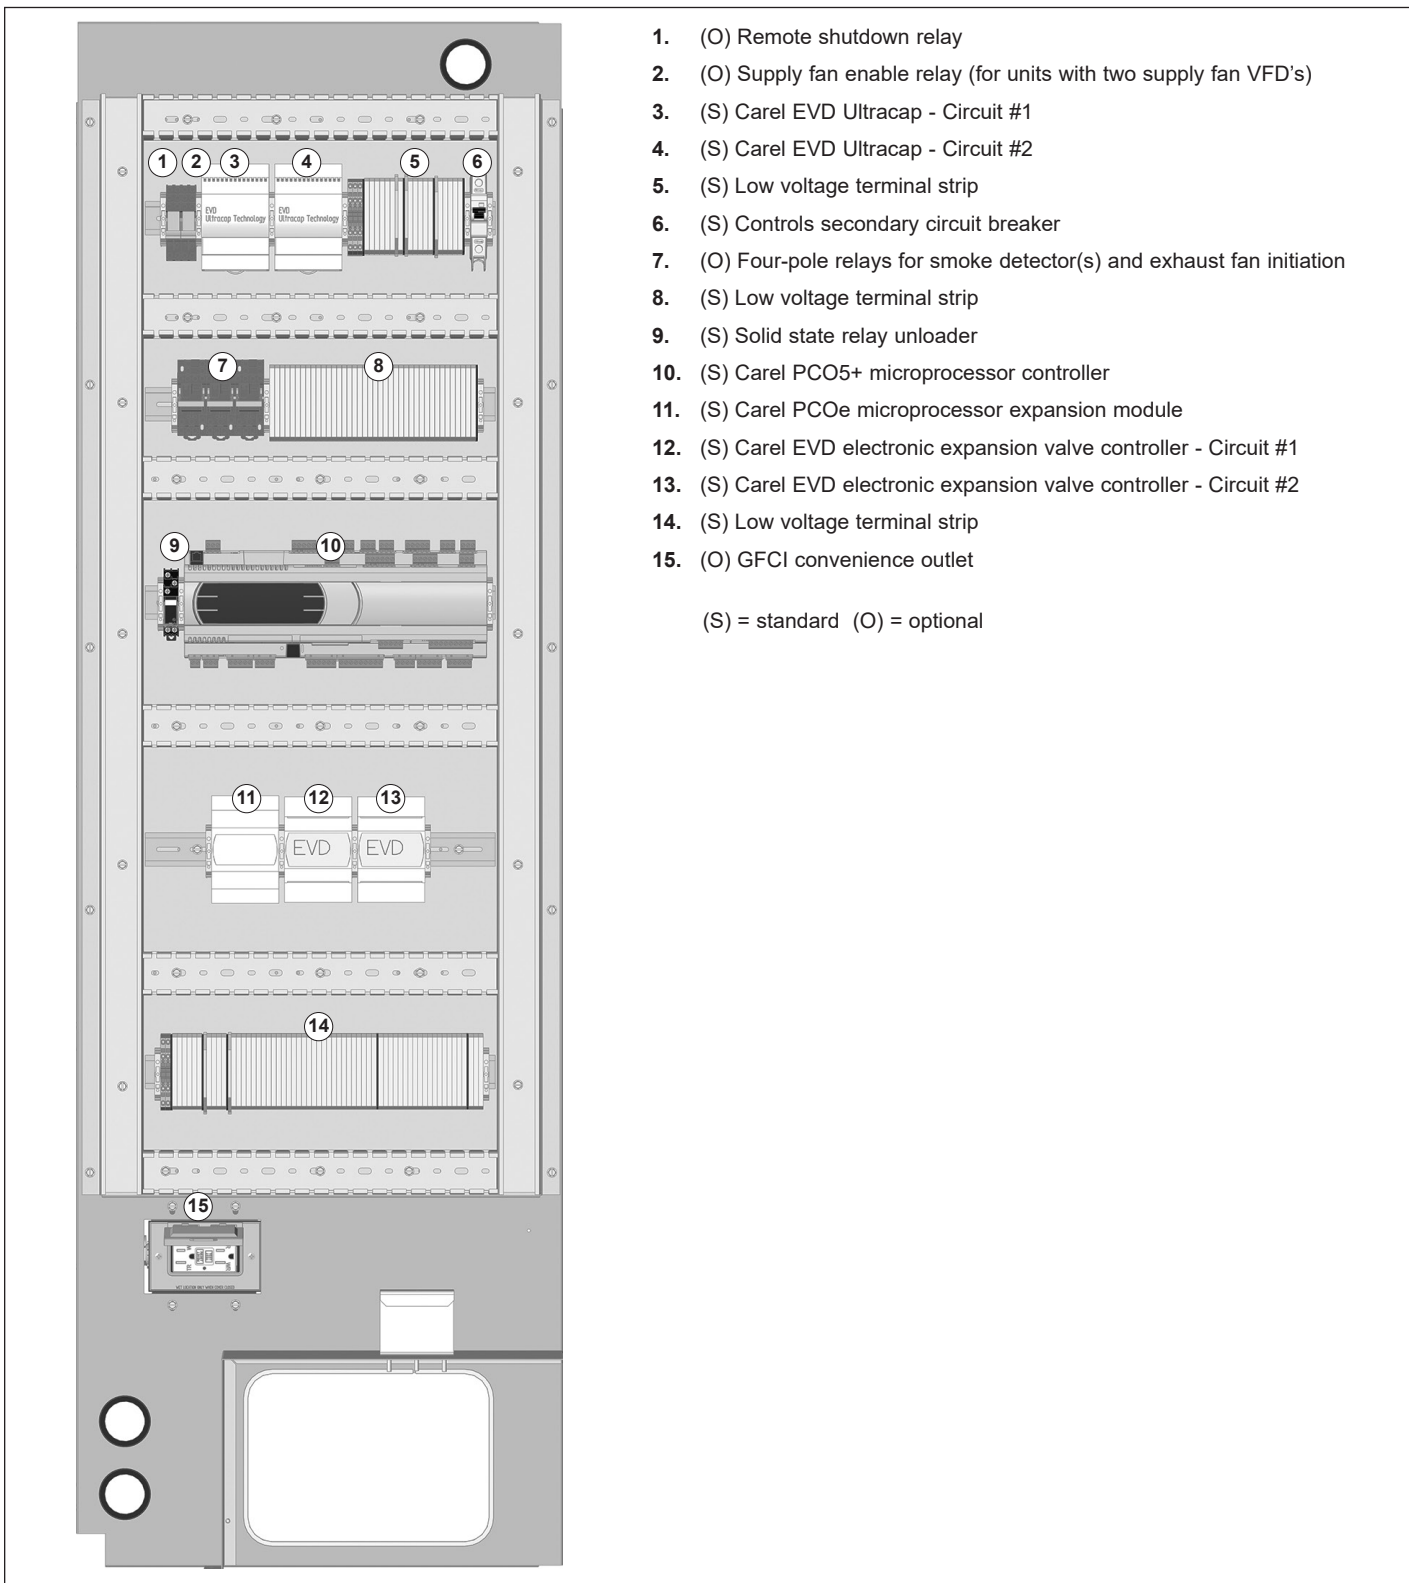 1. (O) Remote shutdown relay
2. (O) Supply fan enable relay (for units with two supply fan VFD's)
3. (S) Carel EVD Ultracap - Circuit #1
4. (S) Carel EVD Ultracap - Circuit #2
5. (S) Low voltage terminal strip
6. (S) Controls secondary circuit breaker
7. (O) Four-pole relays for smoke detector(s) and exhaust fan initiation
8. (S) Low voltage terminal strip
9. (S) Solid state relay unloader
10. (S) Carel PCO5+ microprocessor controller
11. (S) Carel PCOe microprocessor expansion module
12. (S) Carel EVD electronic expansion valve controller - Circuit #1
13. (S) Carel EVD electronic expansion valve controller - Circuit #2
14. (S) Low voltage terminal strip
15. (O) GFCI convenience outlet
(S) = standard (O) = optional
1 2 3 4 5 6
EVD
Ultracap Technology
EVD
Ultracap Technology
7 8
9 10
11 12 13
EVD EVD
14
15
WET LOCATION ONLY WHEN COVER CLOSED